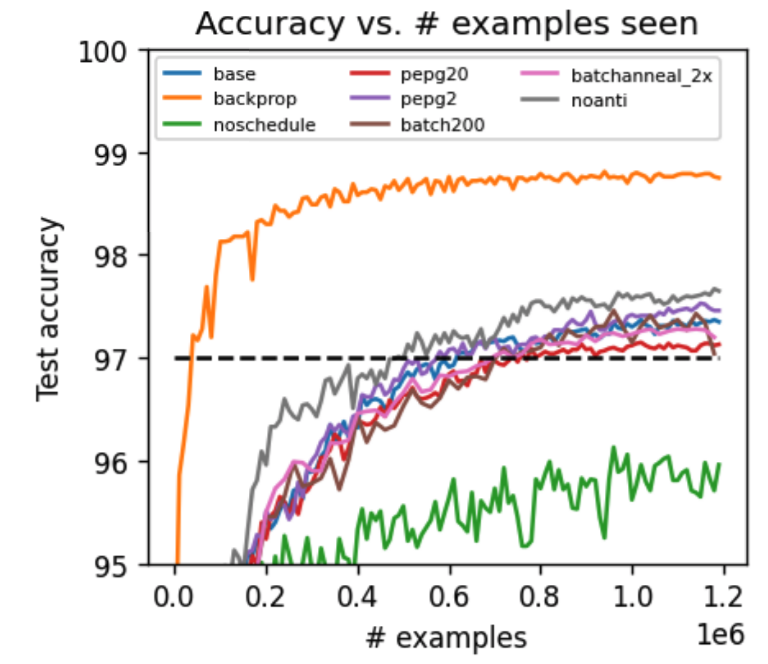 Accuracy vs. # examples seen
100
99
98
97
96
95
Test accuracy
base
backprop
noschedule
pepg20
pepg2
batch200
batchanneal_2x
noanti
0.0 0.2 0.4 0.6 0.8 1.0 1.2
1e6
# examples